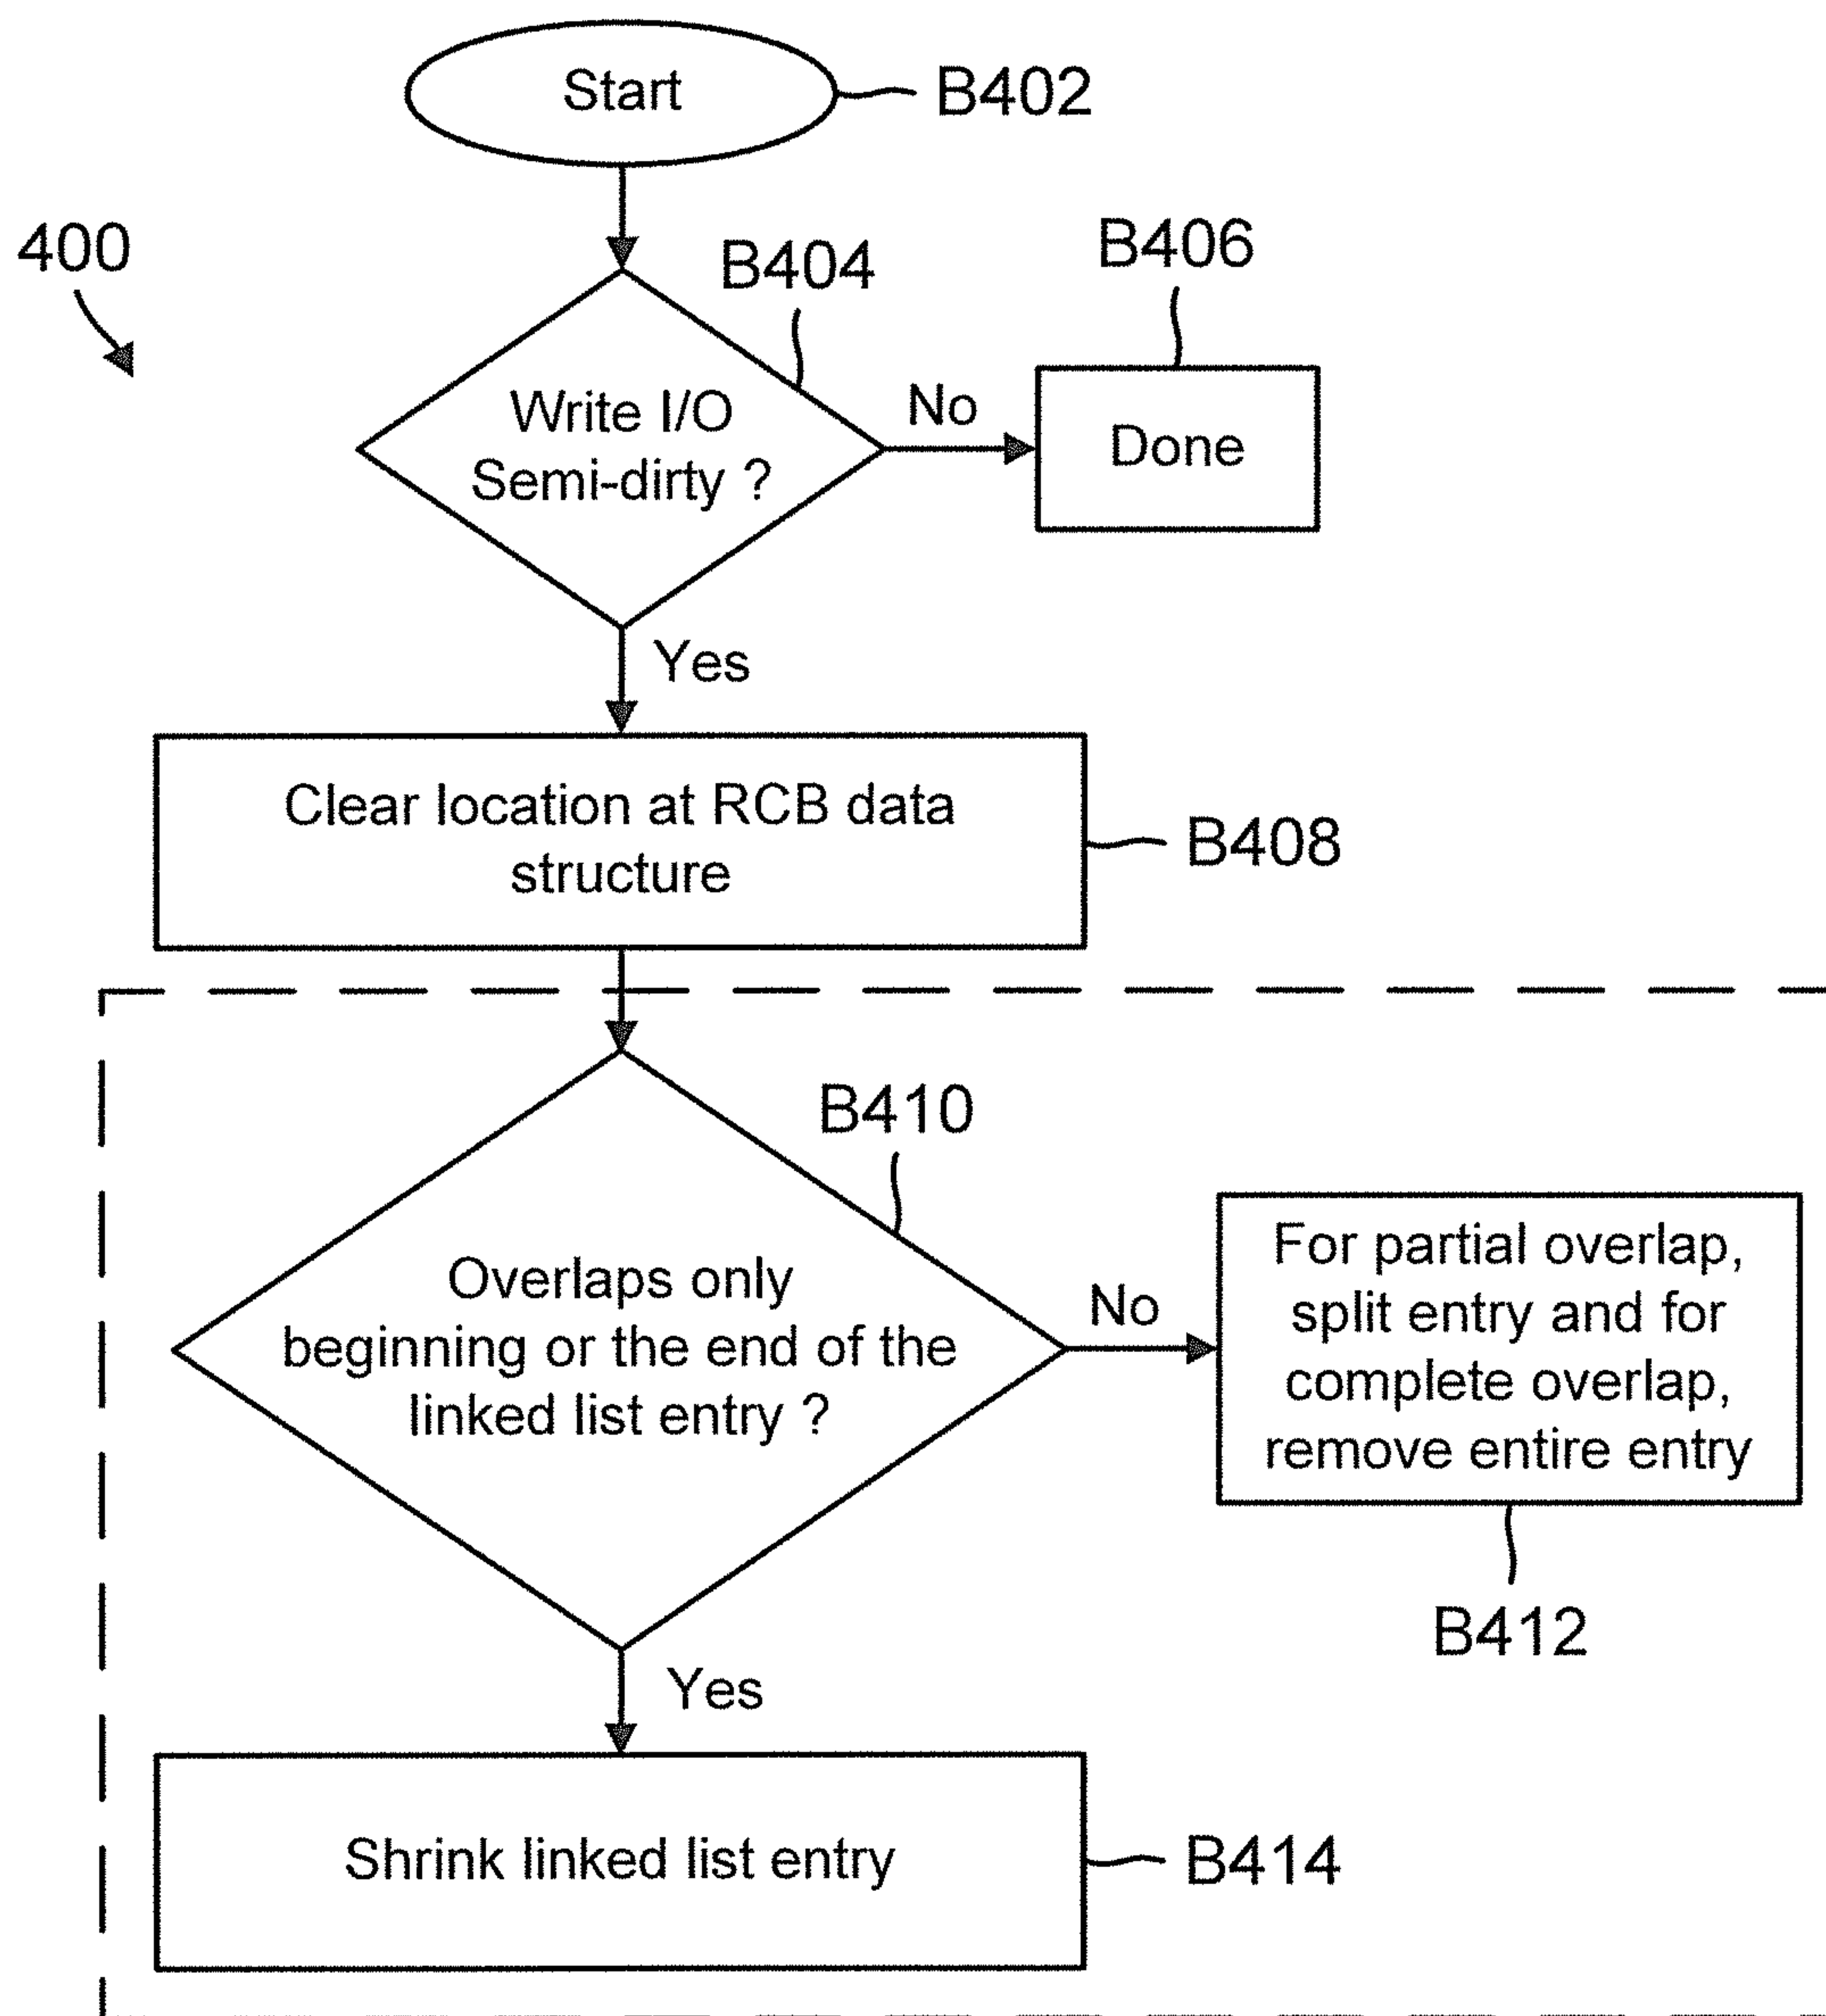 Start
B402
400
B404
B406
Write I/O
Semi-dirty ?
No
Done
Yes
Clear location at RCB data
structure
B408
B410
Overlaps only
beginning or the end of the
linked list entry ?
No
For partial overlap,
split entry and for
complete overlap,
remove entire entry
B412
Yes
Shrink linked list entry
B414